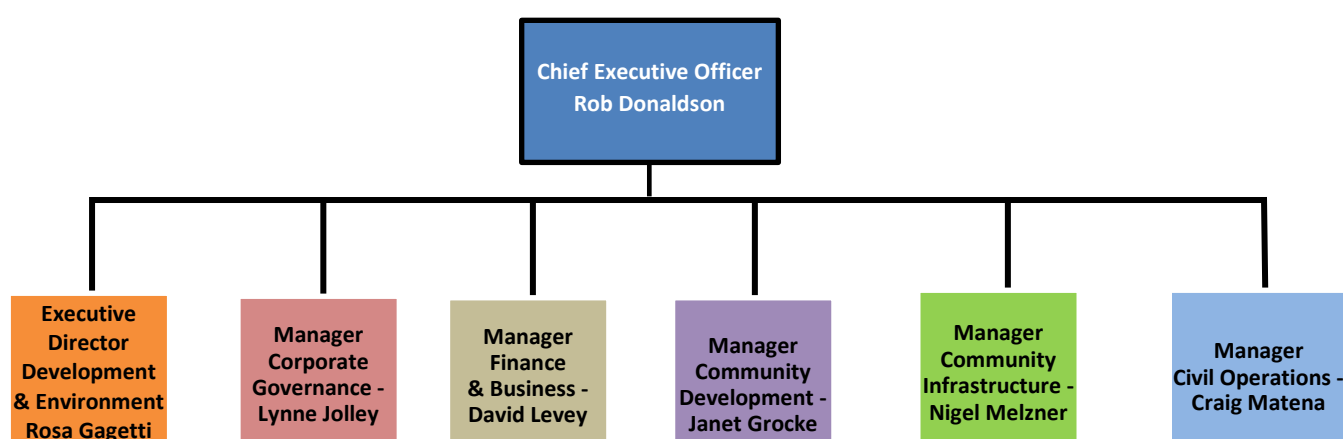 Chief Executive Officer
Rob Donaldson
Executive
Director
Development
& Environment
Rosa Gagetti
Manager
Corporate
Governance -
Lynne Jolley
Manager
Finance
& Business -
David Levey
Manager
Community
Development -
Janet Grocke
Manager
Community
Infrastructure -
Nigel Melzner
Manager
Civil Operations -
Craig Matena